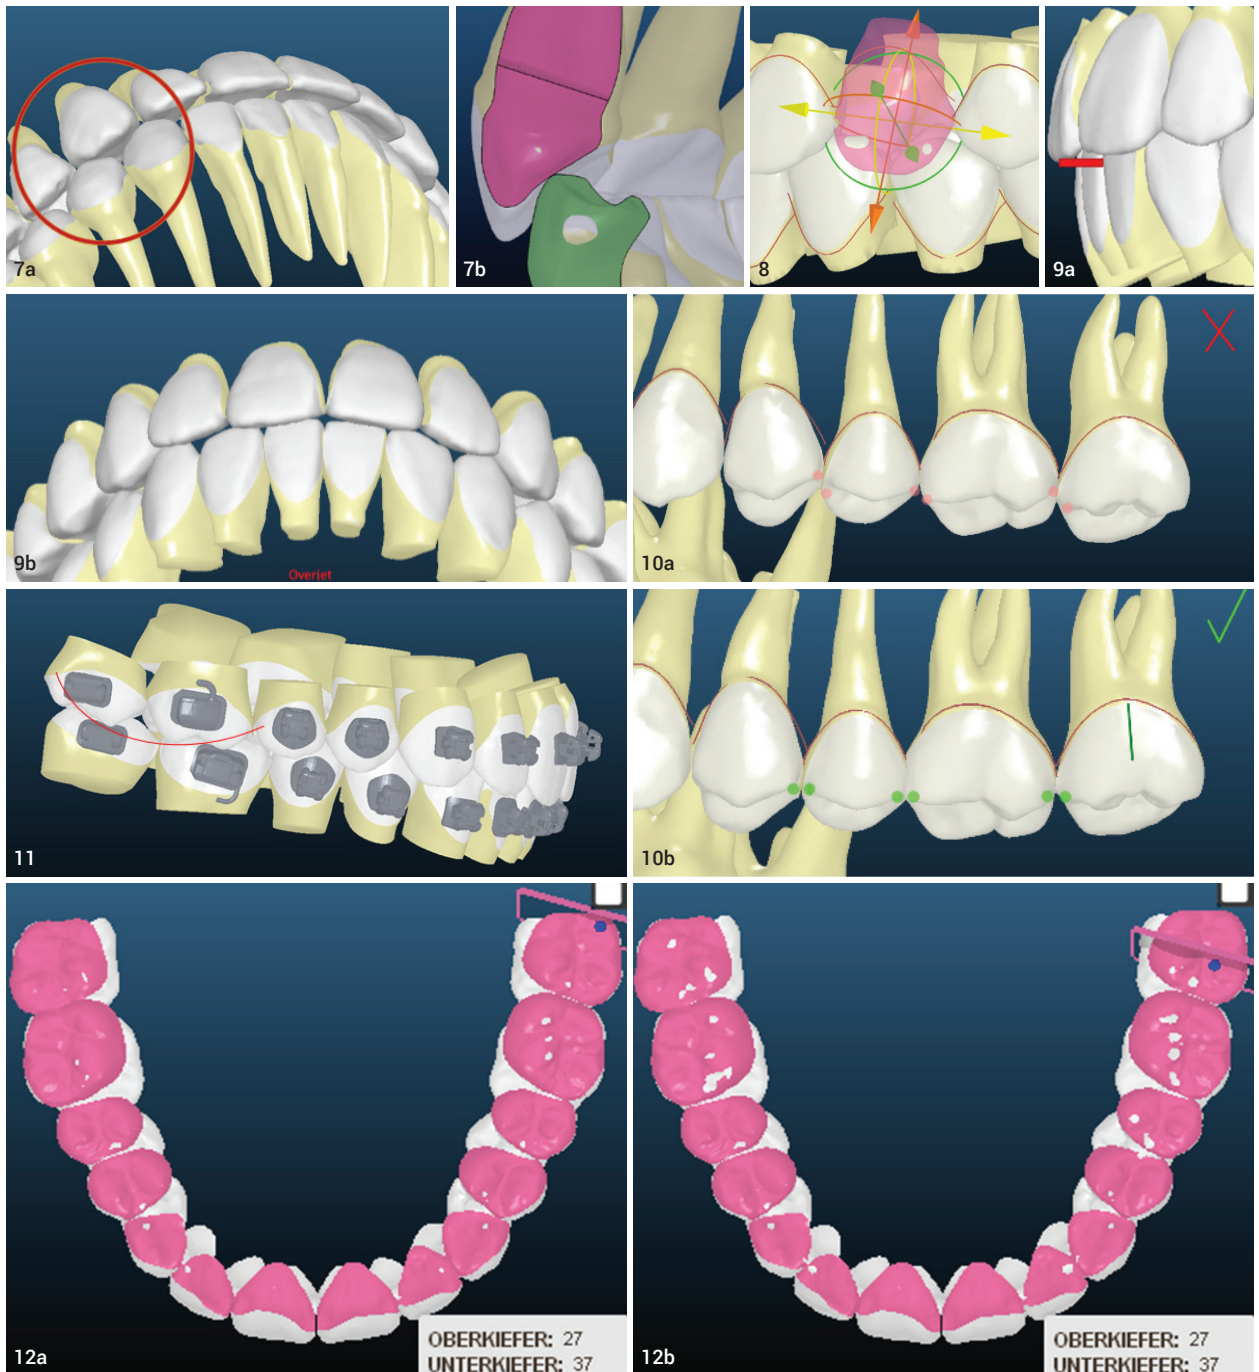 7a
7b
8
9a
9b
Overjet
10a
11
10b
12a
OBERKIEFER: 27
UNTERKIEFER: 37
12b
OBERKIEFER: 27
UNTERKIEFER: 37